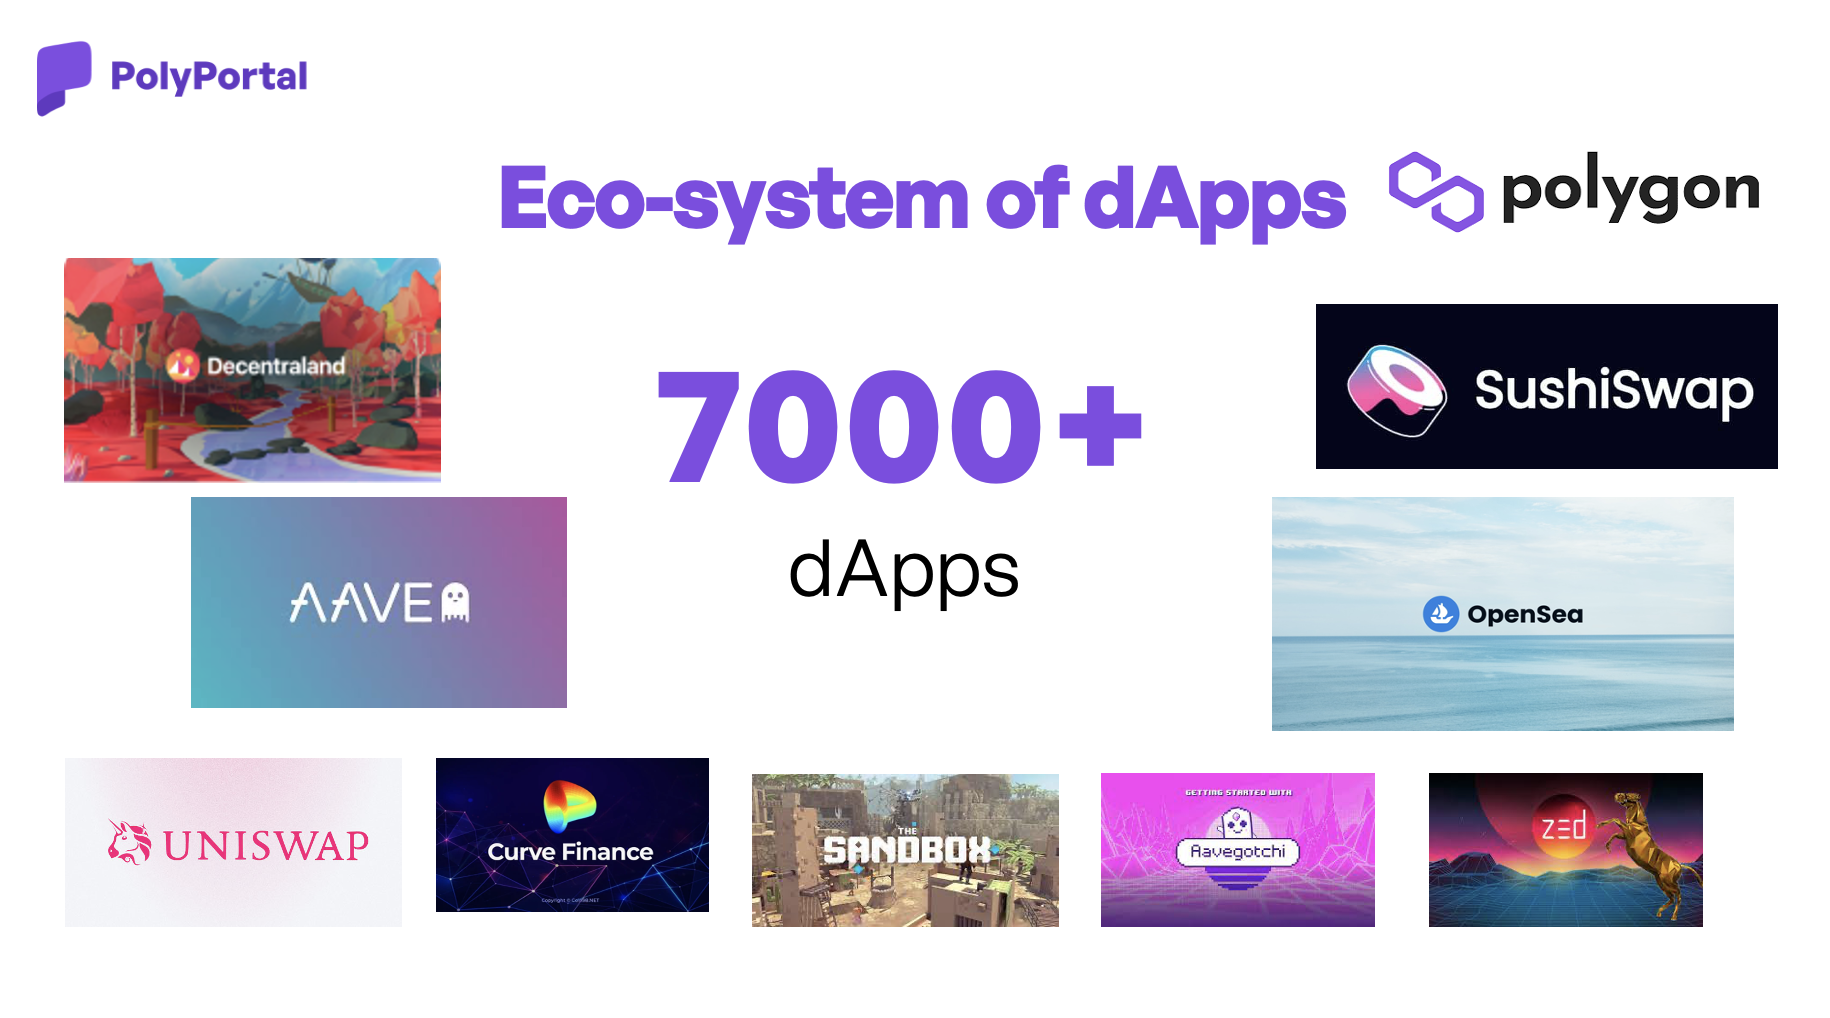 PolyPortal
Eco-system of dApps
polygon
Decentraland
SushiSwap
7000+
dApps
AAVE
OpenSea
UNISWAP
Curve Finance
THE
SANDBOX
GETTING STARTED WITH
Aavegotchi
zed